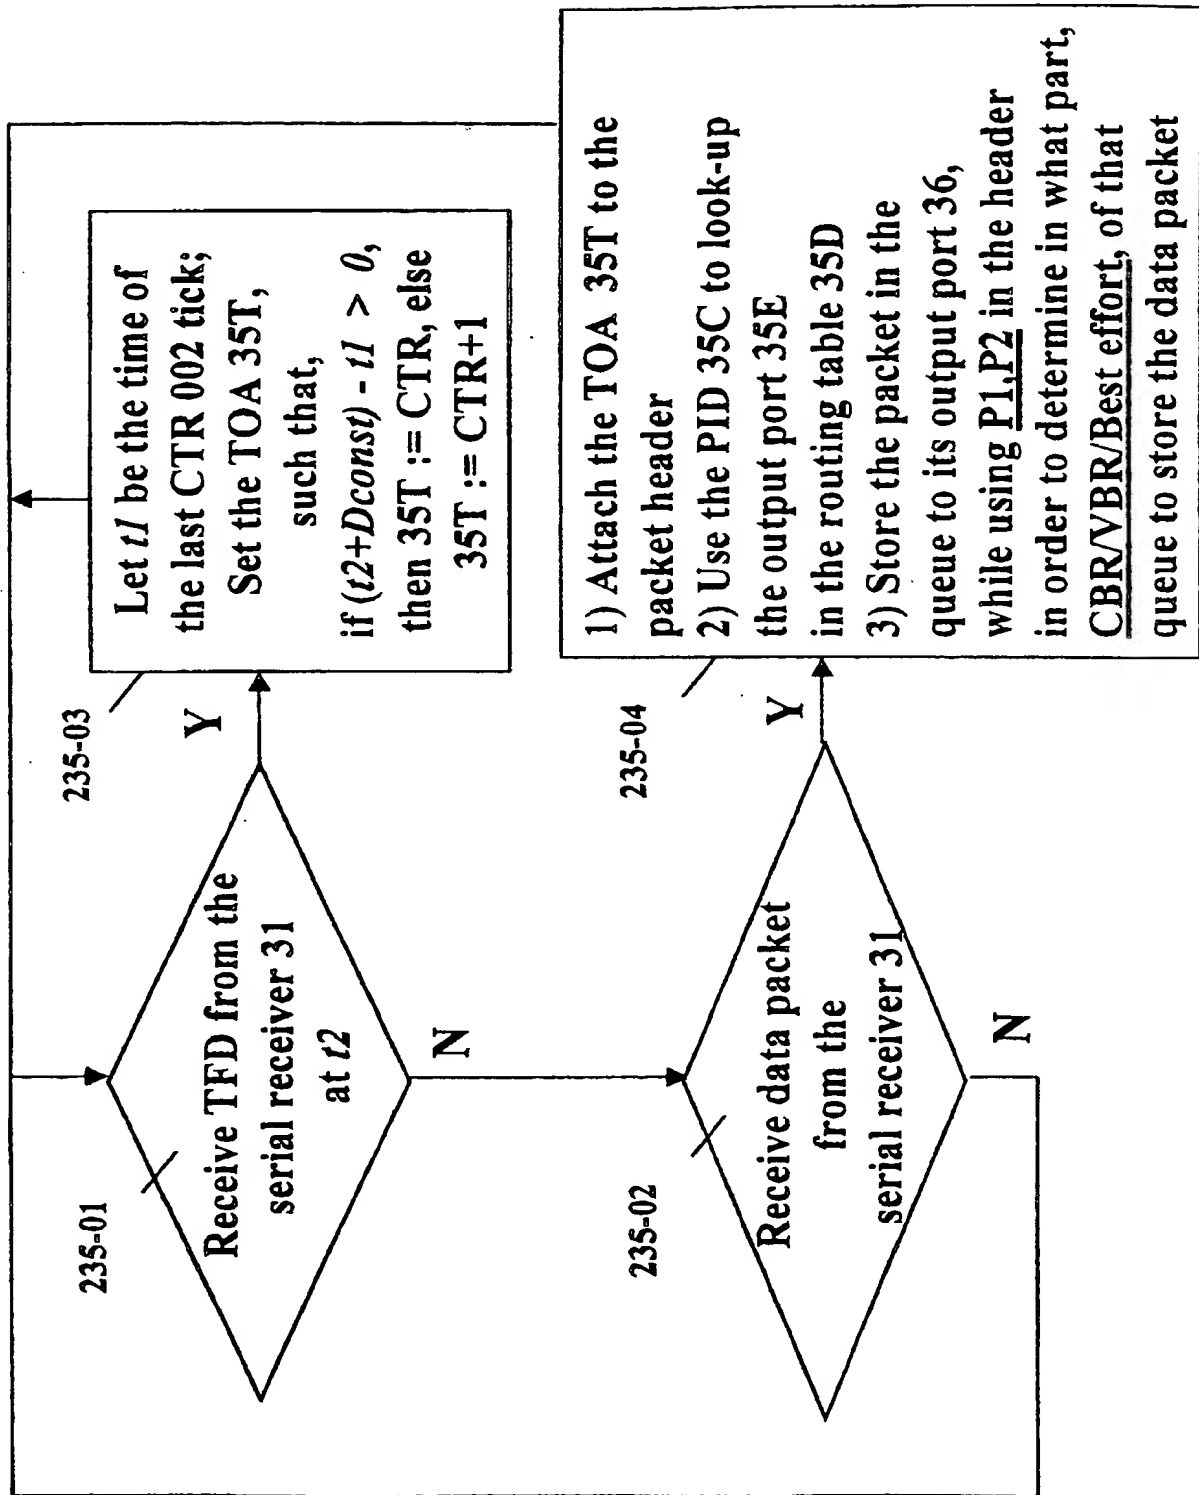 235-01
Receive TFD from the
serial receiver 31
at t2
Y
N
235-03
Let t1 be the time of
the last CTR 002 tick;
Set the TOA 35T,
such that,
if (t2+Dconst) - t1 > 0,
then 35T := CTR, else
35T := CTR+1
235-02
Receive data packet
from the
serial receiver 31
Y
N
235-04
1) Attach the TOA 35T to the
packet header
2) Use the PID 35C to look-up
the output port 35E
in the routing table 35D
3) Store the packet in the
queue to its output port 36,
while using P1,P2 in the header
in order to determine in what part,
CBR/VBR/Best effort, of that
queue to store the data packet